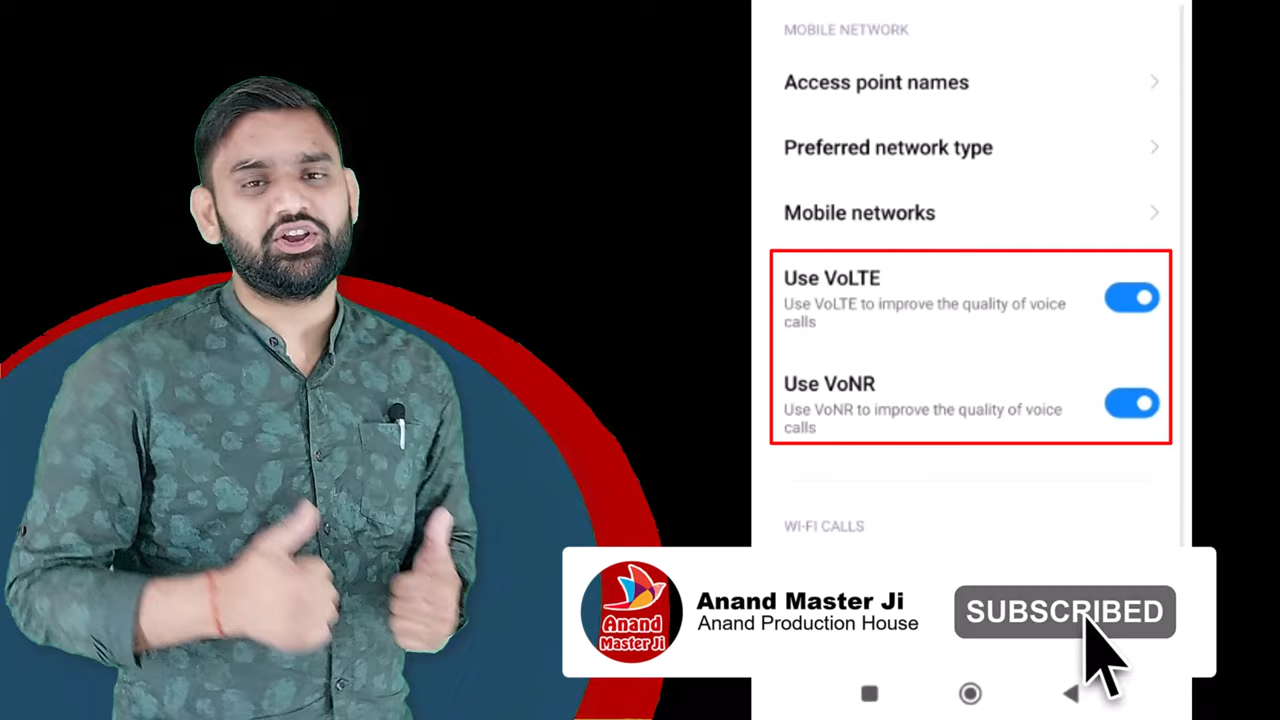 MOBILE NETWORK
Access point names
Preferred network type
Mobile networks
Use VoLTE
Use VoLTE to improve the quality of voice
calls
Use VoNR
Use VoNR to improve the quality of voice
calls
WI-FI CALLS
Anand
Master Ji
Anand Master Ji
Anand Production House
SUBSCRIBED